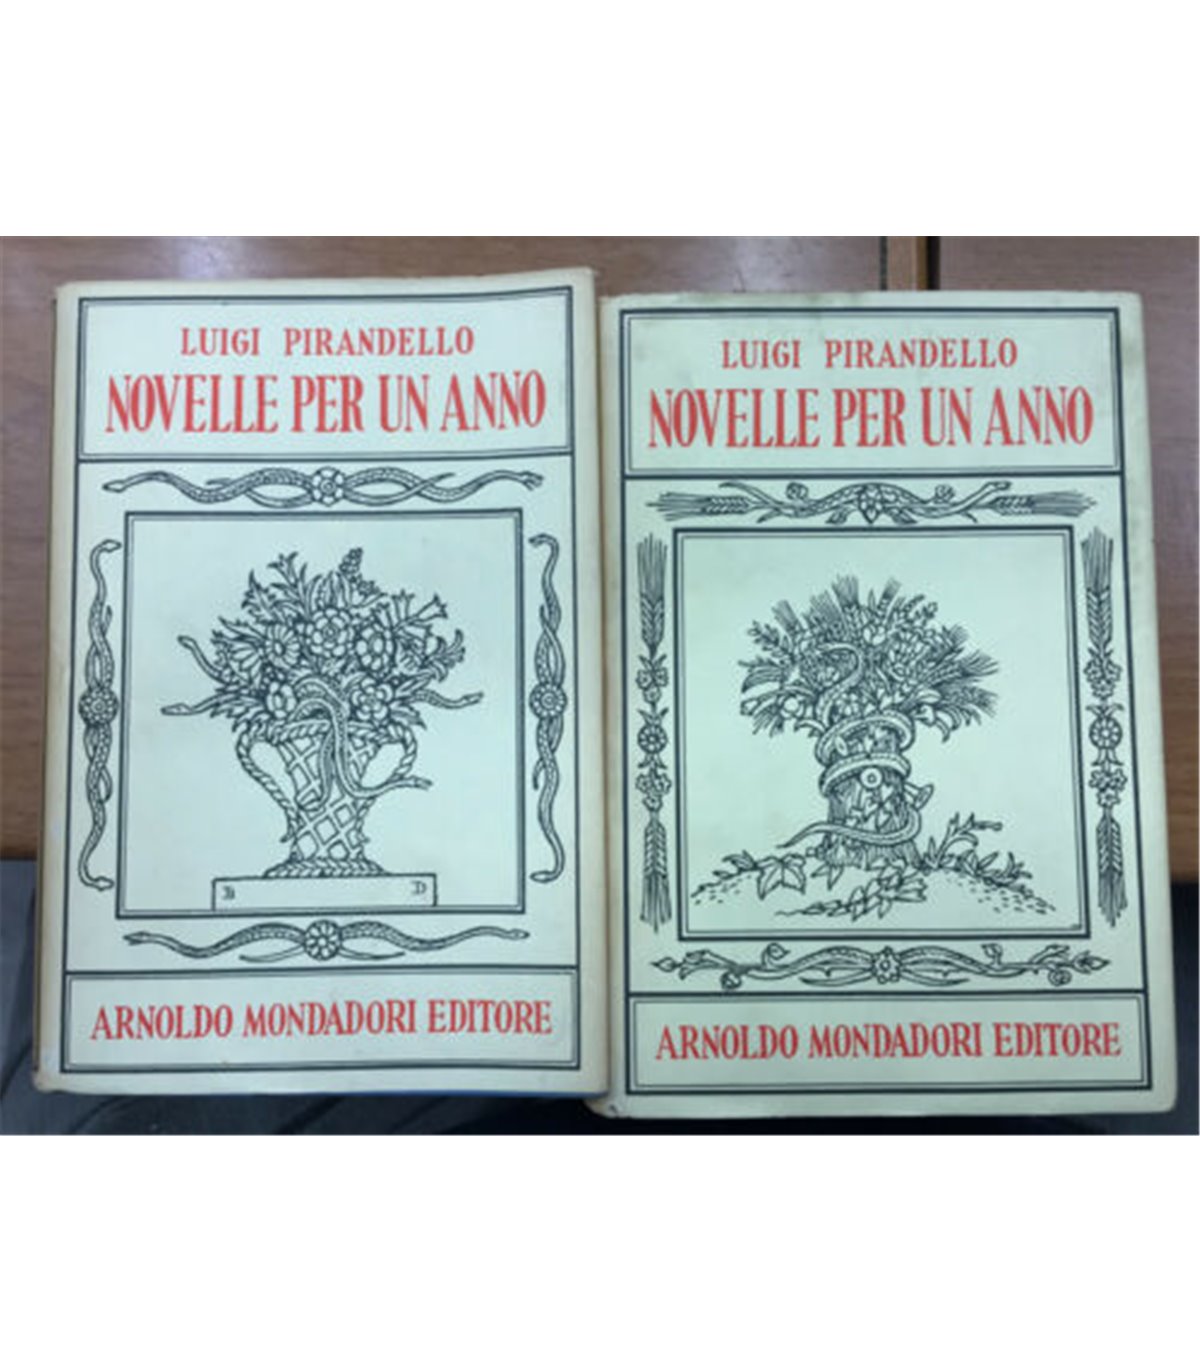 LUIGI PIRANDELLO
NOVELLE PER UN ANNO
B D
ARNOLDO MONDADORI EDITORE
LUIGI PIRANDELLO
NOVELLE PER UN ANNO
ARNOLDO MONDADORI EDITORE